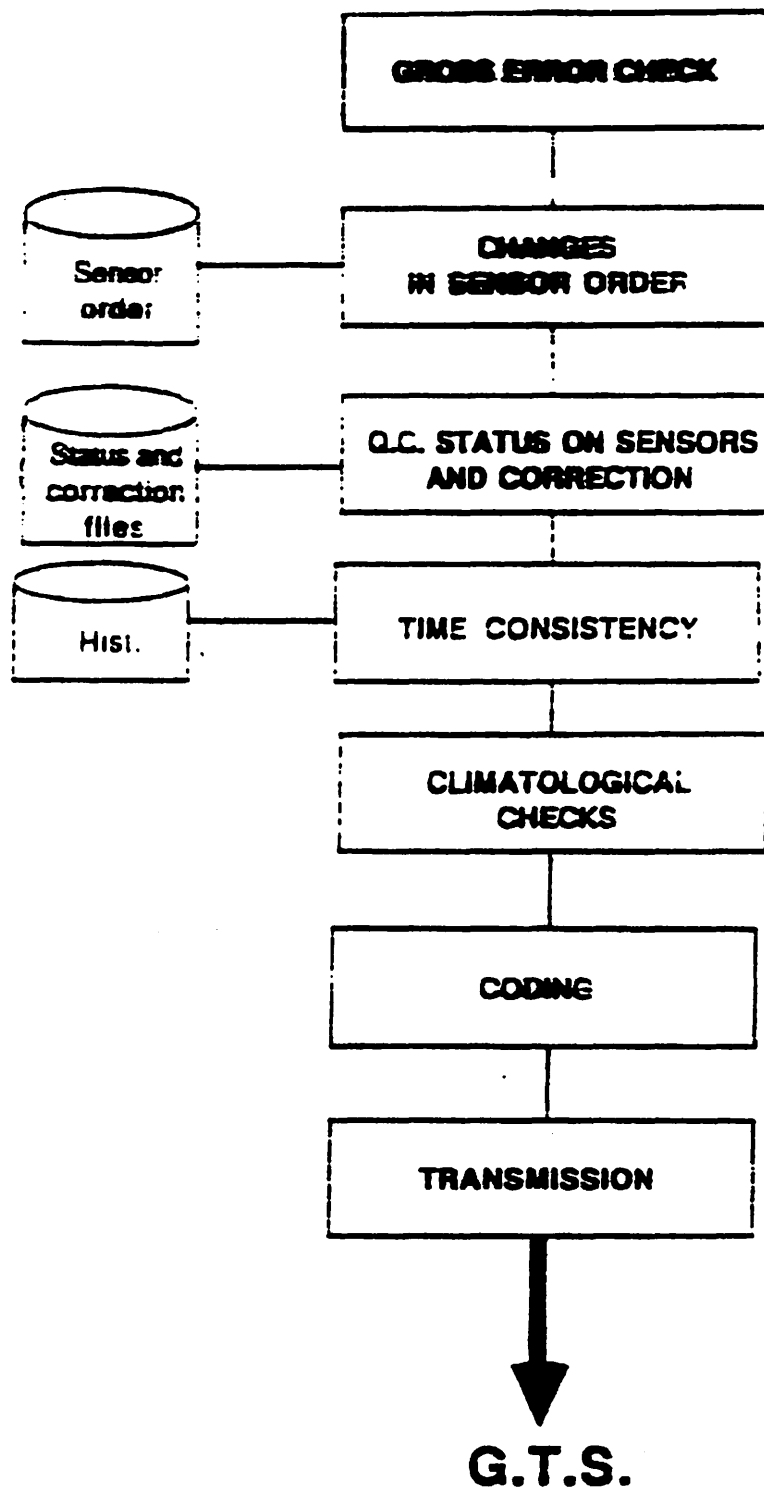 GROSS ERROR CHECK
CHANGES
IN SENSOR ORDER
Sensor
order
Q.C. STATUS ON SENSORS
AND CORRECTION
Status and
correction
files
TIME CONSISTENCY
Hist.
CLIMATOLOGICAL
CHECKS
CODING
TRANSMISSION
G.T.S.